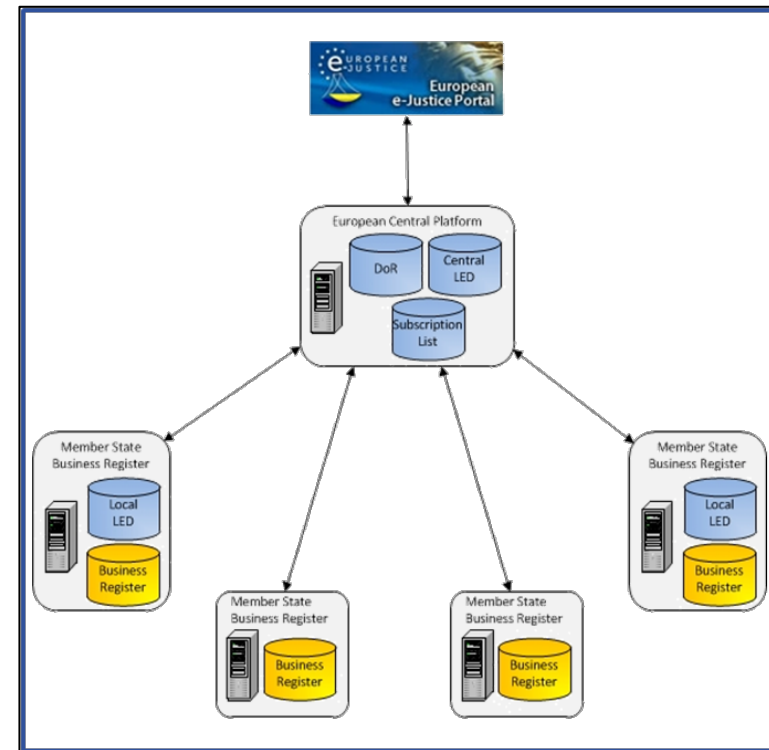 EUROPEAN
JUSTICE
European
e-Justice Portal
European Central Platform
DoR
Central
LED
Subscription
List
Member State
Business Register
Local
LED
Business
Register
Member State
Business Register
Local
LED
Business
Register
Member State
Business Register
Business
Register
Member State
Business Register
Business
Register